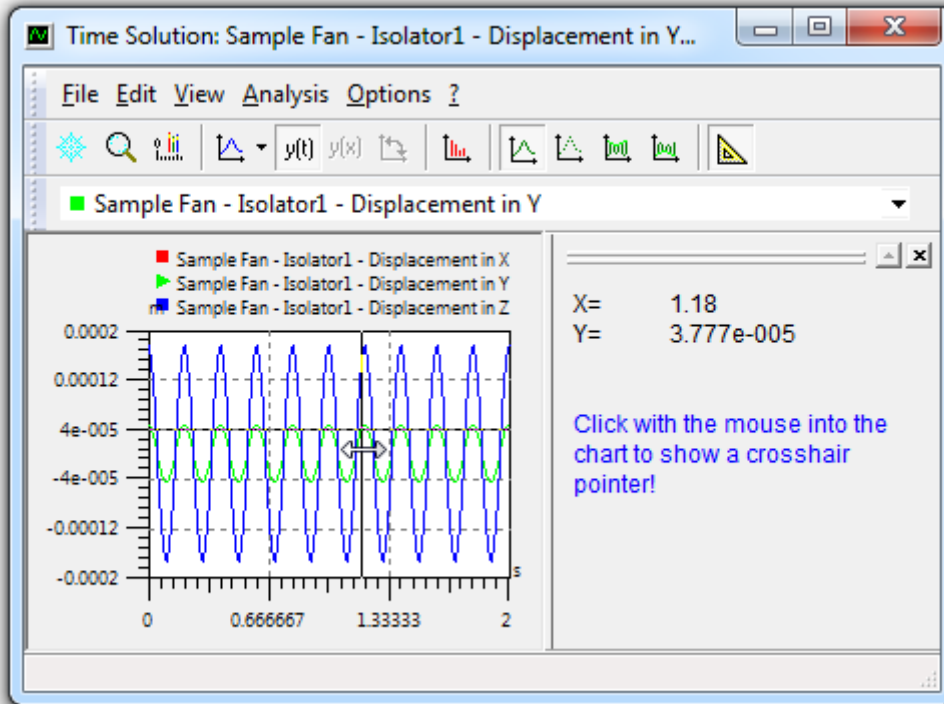 Time Solution: Sample Fan - Isolator1 - Displacement in Y...
File Edit View Analysis Options ?
y(t) y(x)
Sample Fan - Isolator1 - Displacement in Y
Sample Fan - Isolator1 - Displacement in X
Sample Fan - Isolator1 - Displacement in Y
m Sample Fan - Isolator1 - Displacement in Z
0.0002
0.00012
4e-005
-4e-005
-0.00012
-0.0002
s
0 0.666667 1.33333 2
X= 1.18
Y= 3.777e-005
Click with the mouse into the
chart to show a crosshair
pointer!